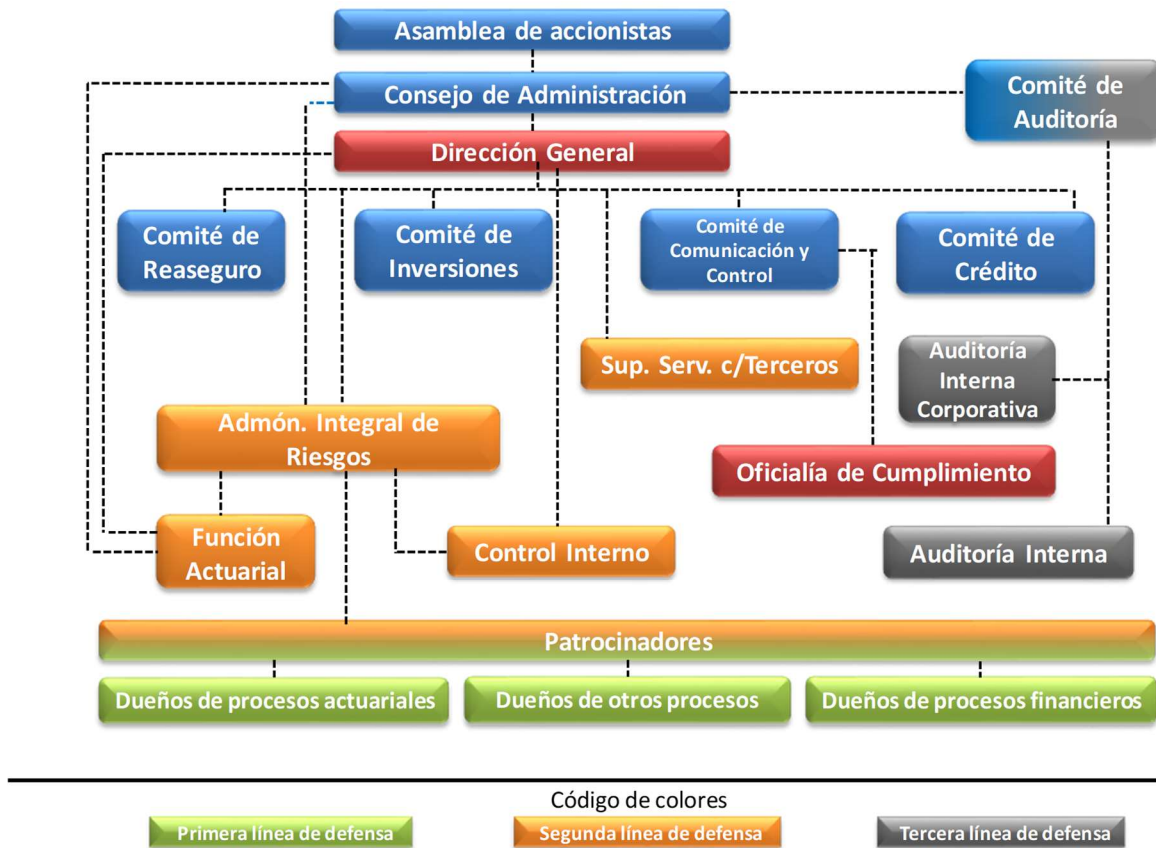 Asamblea de accionistas
Consejo de Administración
Comité de
Auditoría
Dirección General
Comité de
Reaseguro
Comité de
Inversiones
Comité de
Comunicación y
Control
Comité de
Crédito
Sup. Serv. c/Terceros
Auditoría
Interna
Corporativa
Admón. Integral de
Riesgos
Oficialía de Cumplimiento
Función
Actuarial
Control Interno
Auditoría Interna
Patrocinadores
Dueños de procesos actuariales
Dueños de otros procesos
Dueños de procesos financieros
Código de colores
Primera línea de defensa
Segunda línea de defensa
Tercera línea de defensa